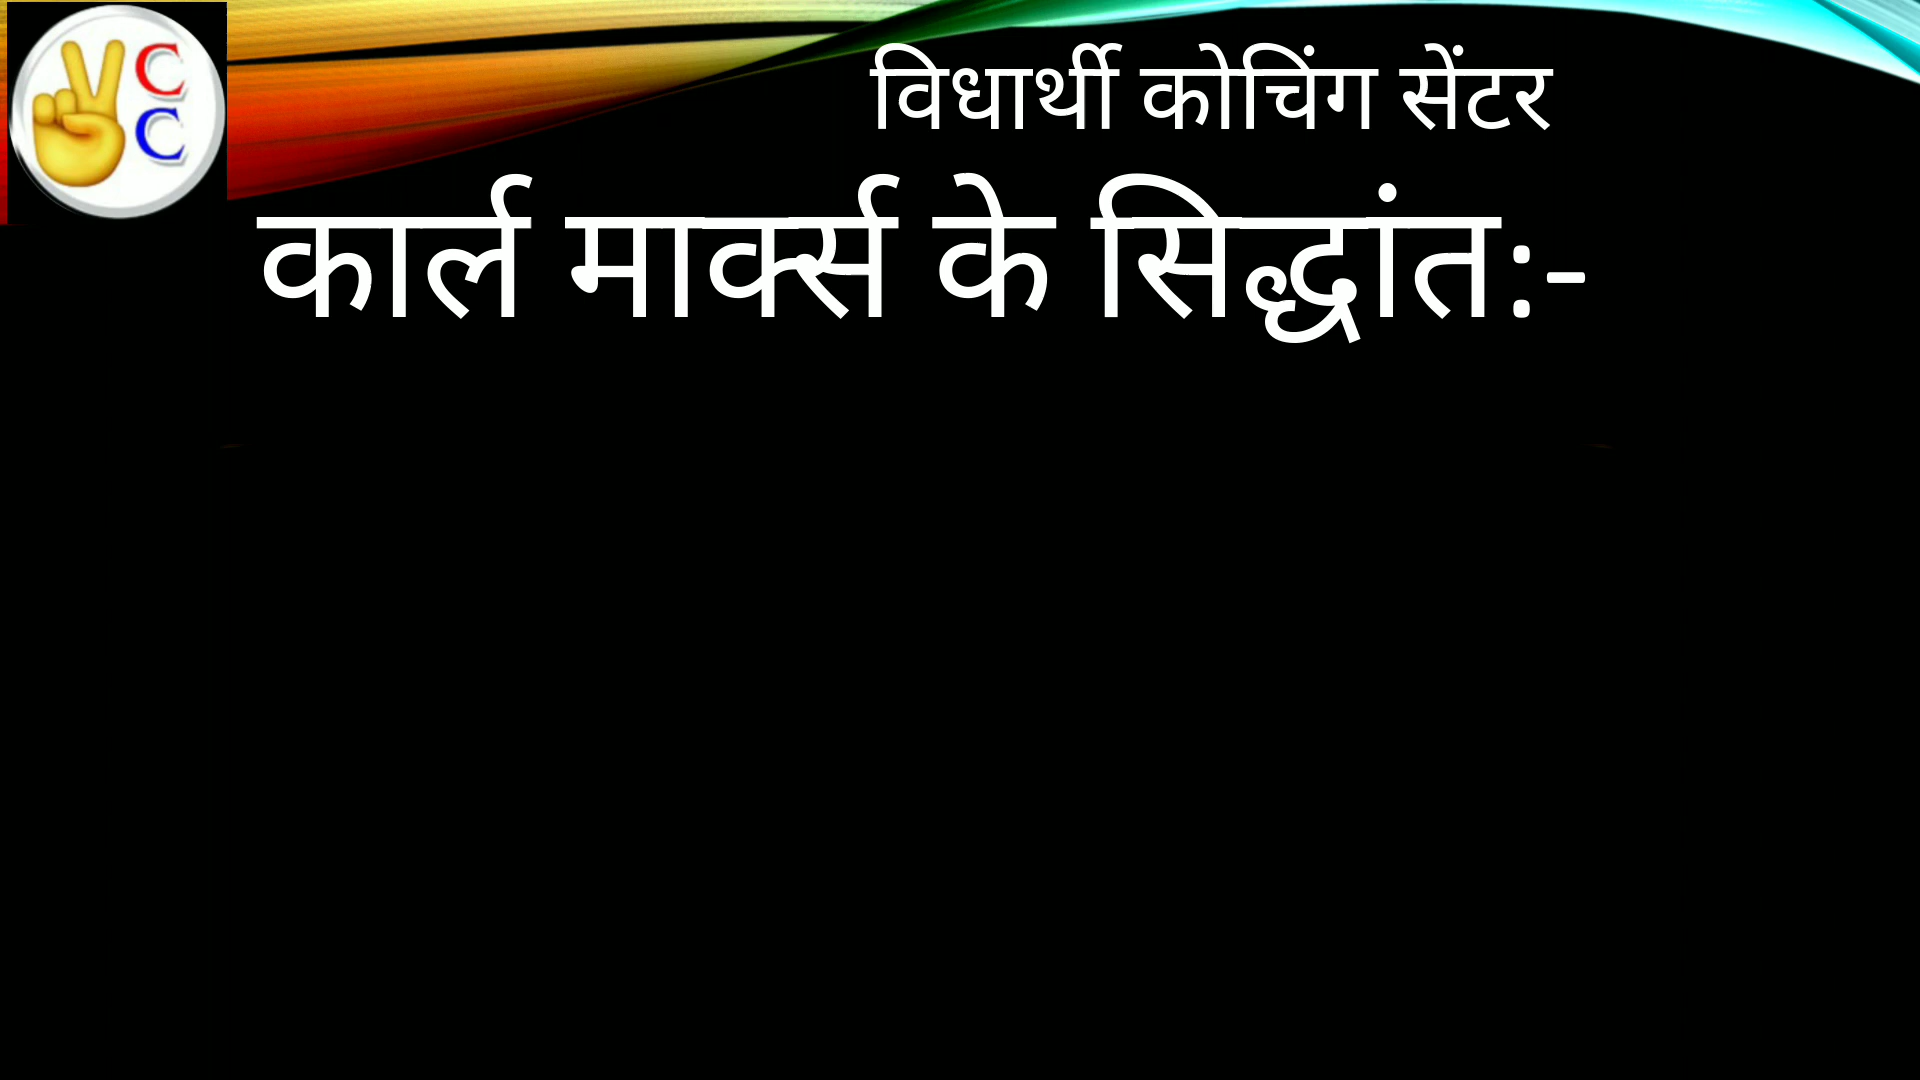 C
C
विधार्थी कोचिंग सेंटर
कार्ल मार्क्स के सिद्धांत:-